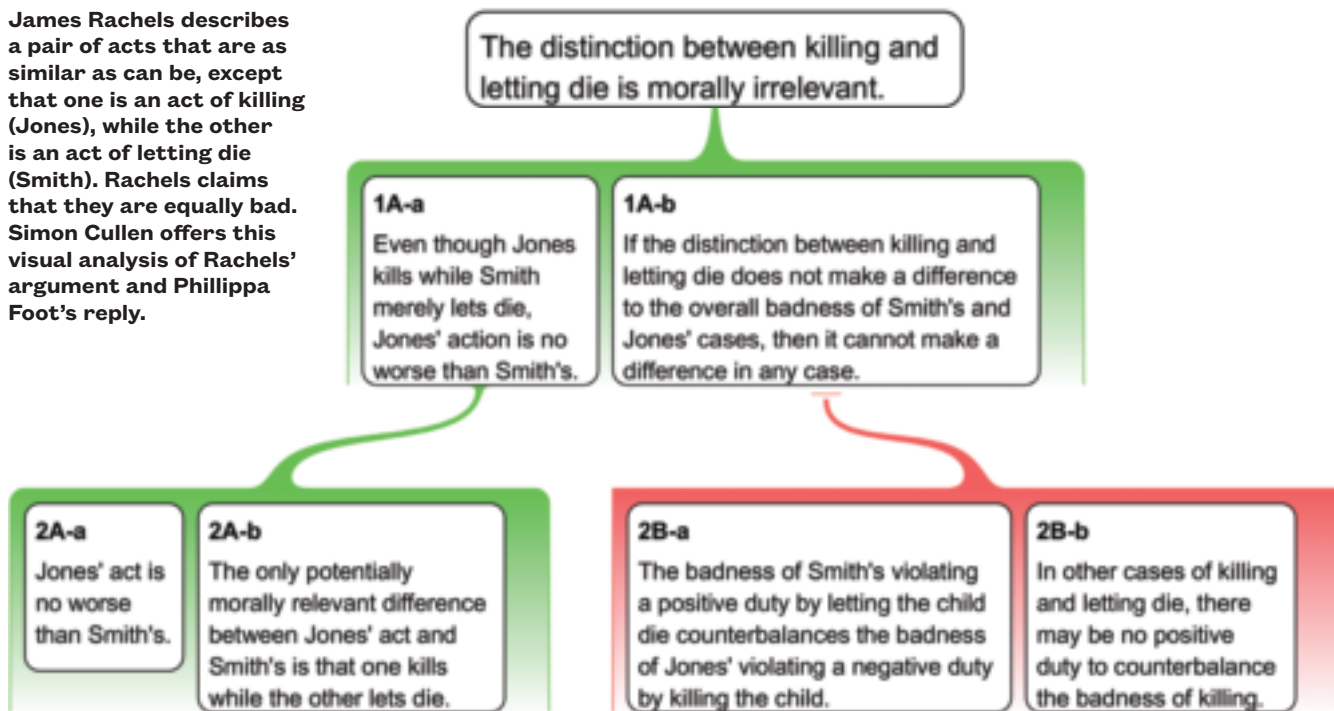 James Rachels describes
a pair of acts that are as
similar as can be, except
that one is an act of killing
(Jones), while the other
is an act of letting die
(Smith). Rachels claims
that they are equally bad.
Simon Cullen offers this
visual analysis of Rachels’
argument and Phillippa
Foot’s reply.
The distinction between killing and
letting die is morally irrelevant.
1A-a
Even though Jones
kills while Smith
merely lets die,
Jones' action is no
worse than Smith's.
1A-b
If the distinction between killing and
letting die does not make a difference
to the overall badness of Smith's and
Jones' cases, then it cannot make a
difference in any case.
2A-a
Jones' act is
no worse
than Smith's.
2A-b
The only potentially
morally relevant difference
between Jones' act and
Smith's is that one kills
while the other lets die.
2B-a
The badness of Smith's violating
a positive duty by letting the child
die counterbalances the badness
of Jones' violating a negative duty
by killing the child.
2B-b
In other cases of killing
and letting die, there
may be no positive
duty to counterbalance
the badness of killing.